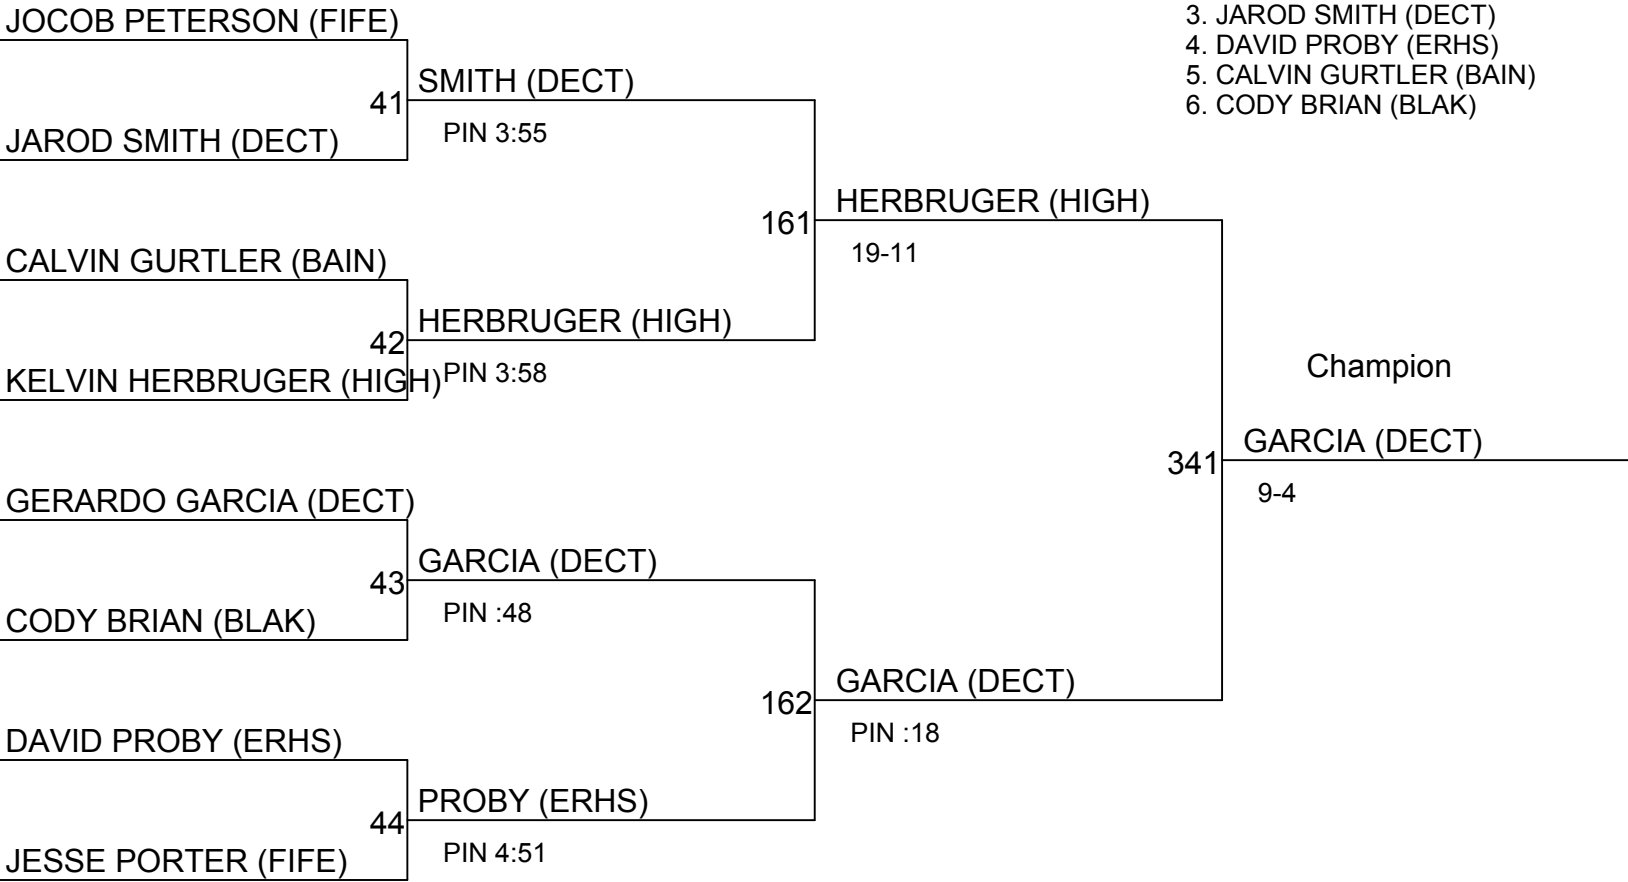 JOCOB PETERSON (FIFE)
3. JAROD SMITH (DECT)
4. DAVID PROBY (ERHS)
5. CALVIN GURTLER (BAIN)
6. CODY BRIAN (BLAK)
SMITH (DECT)
41
PIN 3:55
JAROD SMITH (DECT)
HERBRUGER (HIGH)
161
19-11
CALVIN GURTLER (BAIN)
HERBRUGER (HIGH)
42
PIN 3:58
KELVIN HERBRUGER (HIGH)
Champion
GARCIA (DECT)
341
9-4
GERARDO GARCIA (DECT)
GARCIA (DECT)
43
PIN :48
CODY BRIAN (BLAK)
GARCIA (DECT)
162
PIN :18
DAVID PROBY (ERHS)
PROBY (ERHS)
44
PIN 4:51
JESSE PORTER (FIFE)